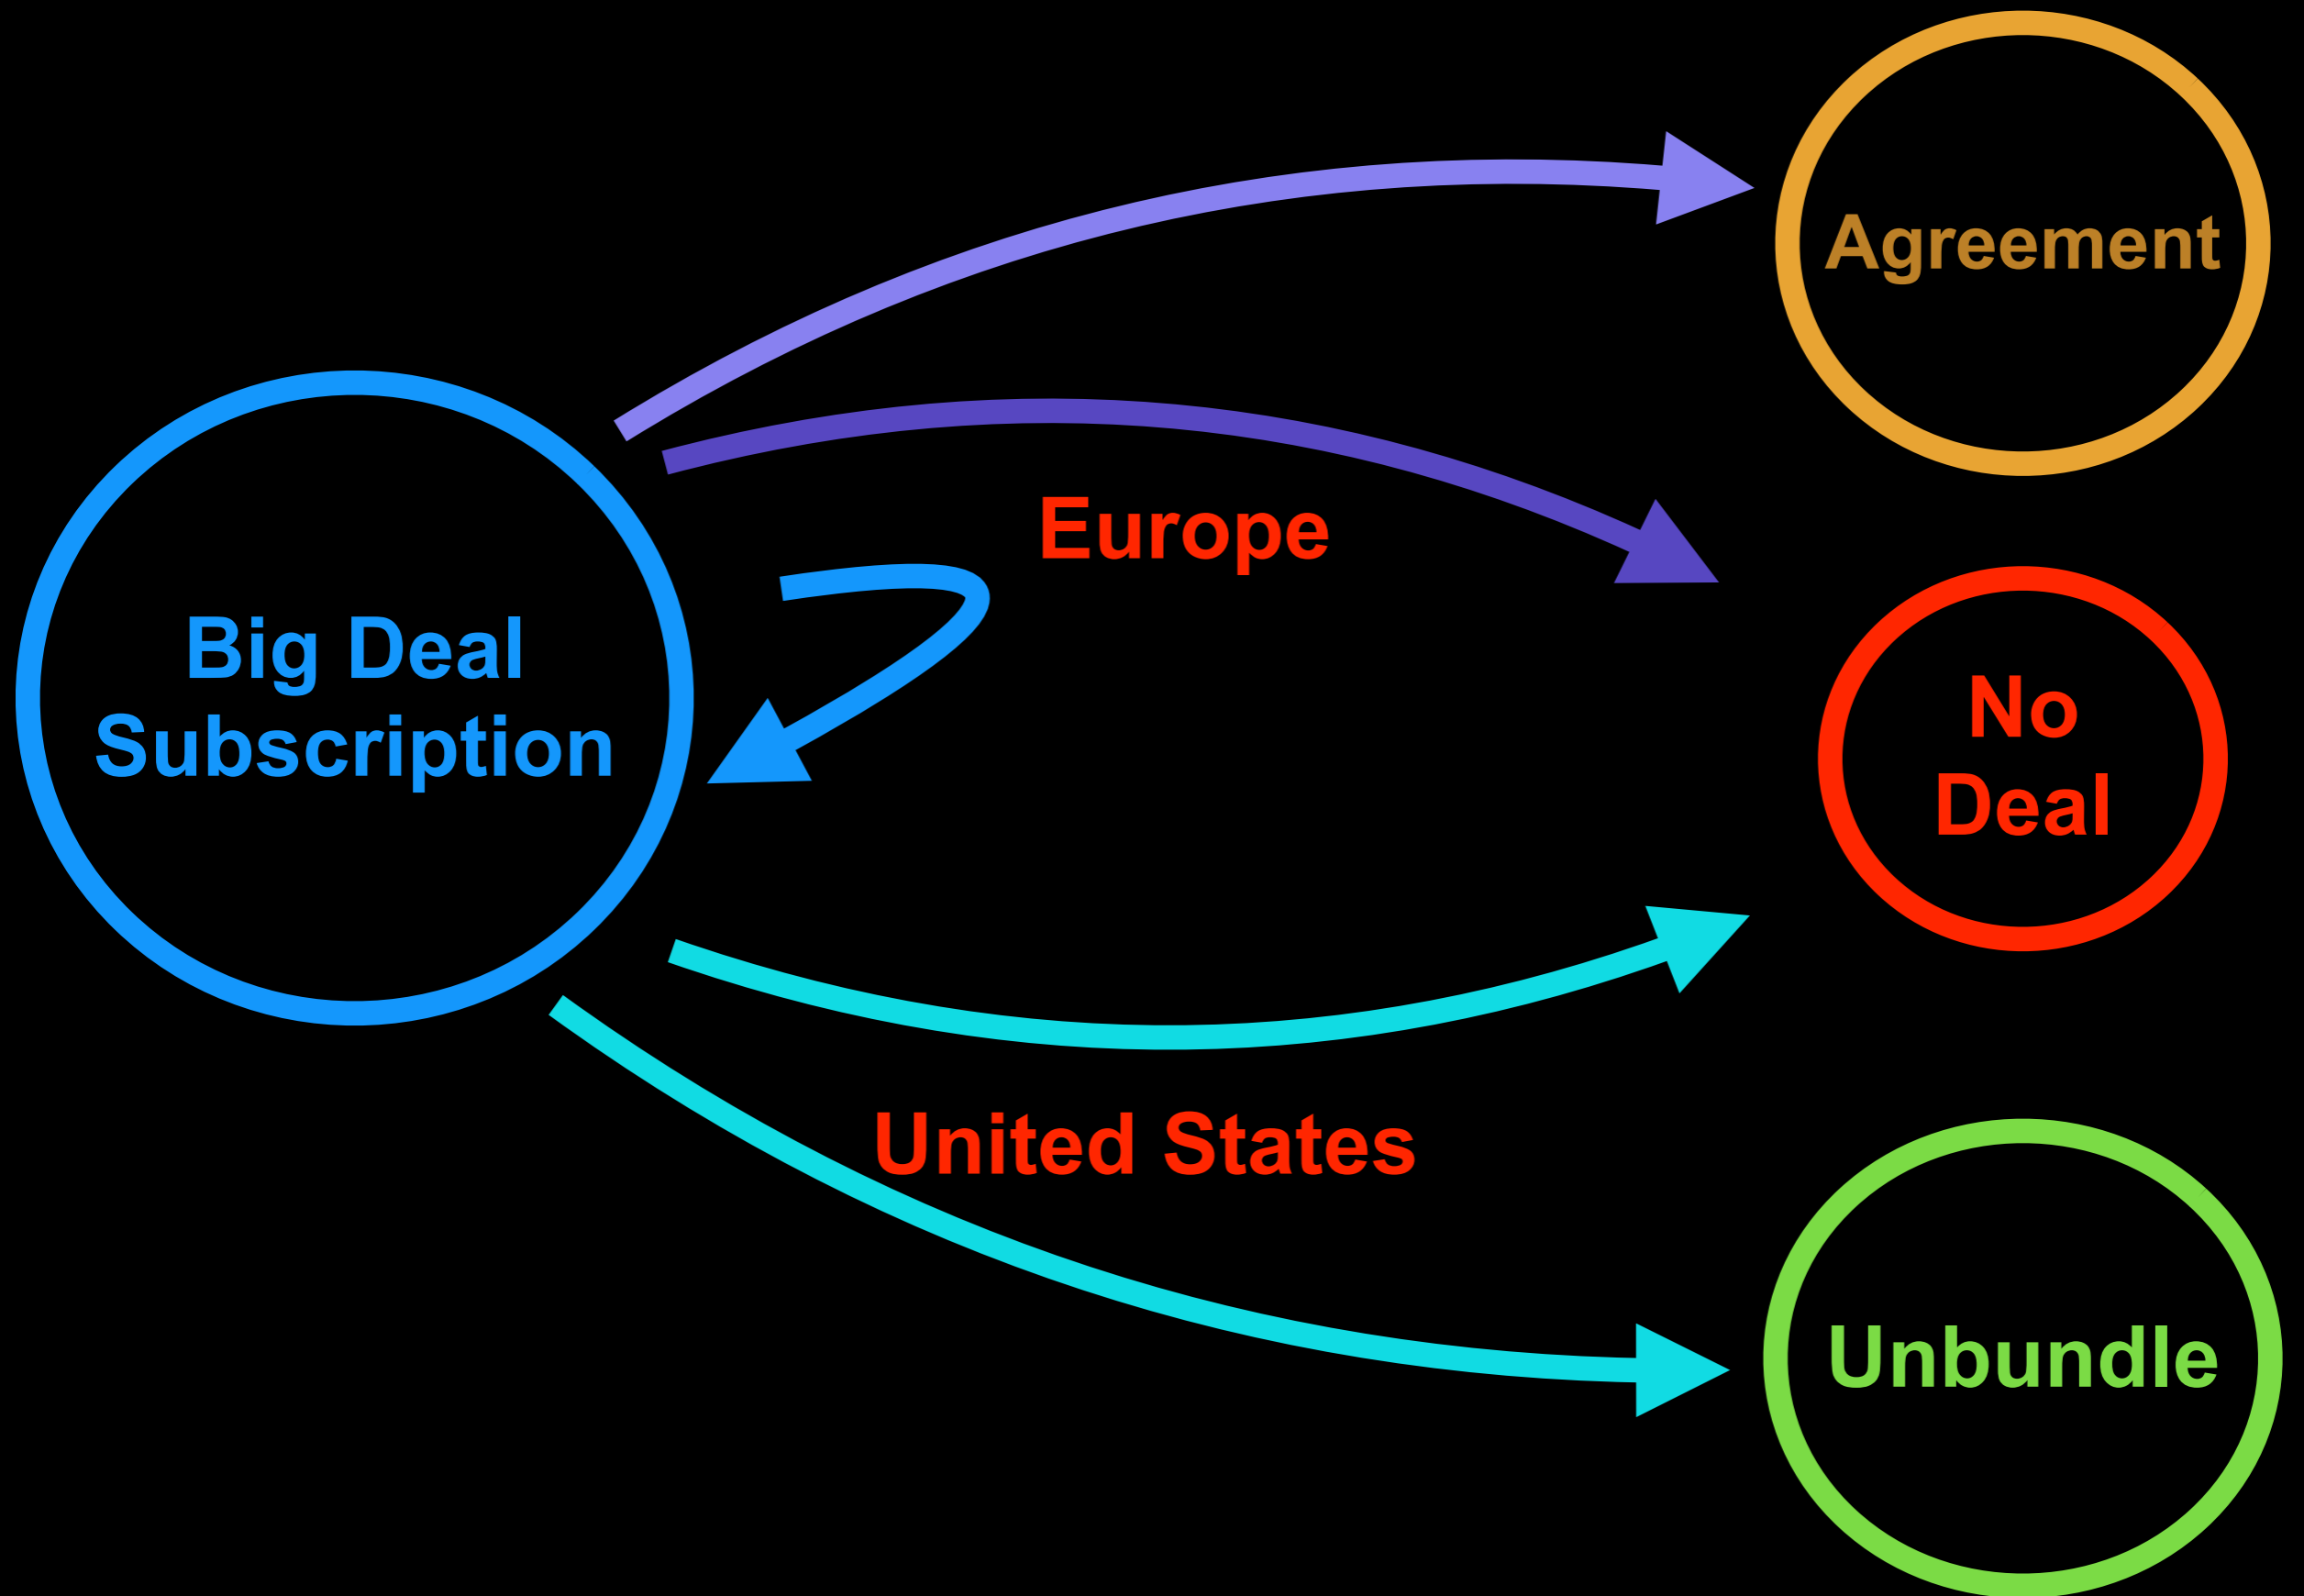 Agreement
Europe
Big Deal
Subscription
No
Deal
United States
Unbundle